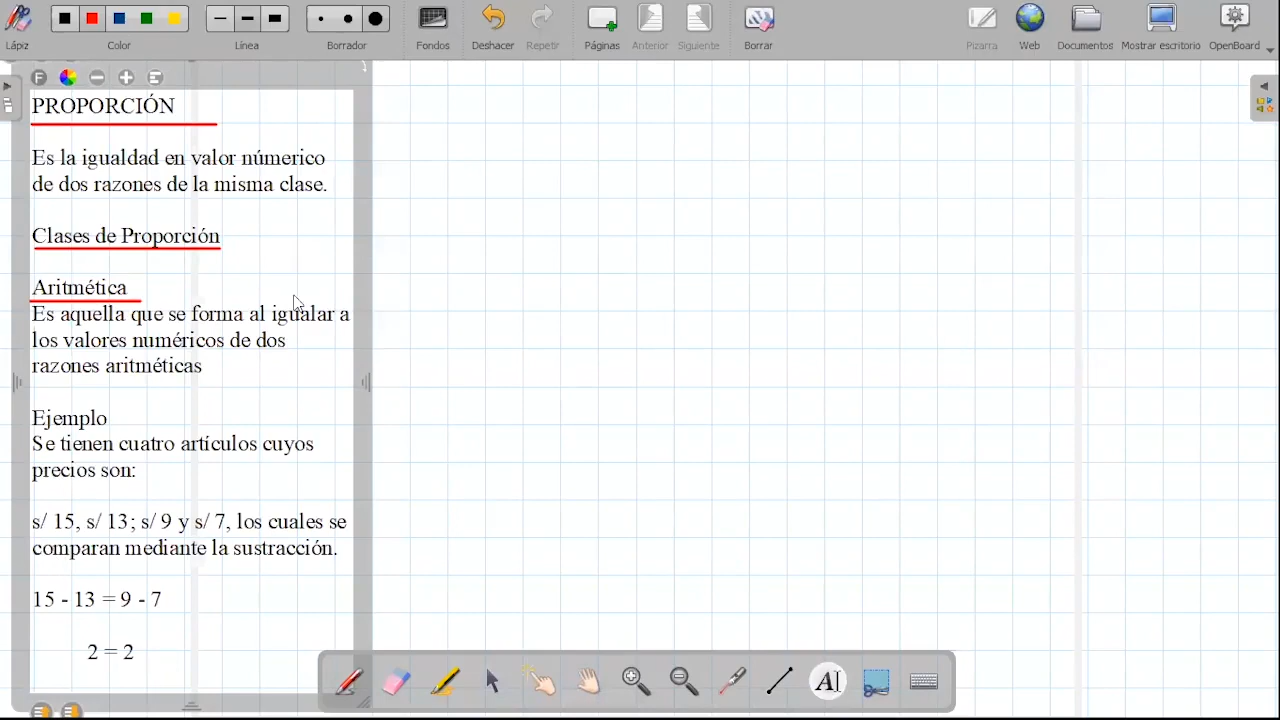 Lápiz
Color
Línea
Borrador
Fondos
Deshacer
Repetir
Páginas
Anterior
Siguiente
Borrar
Pizarra
Web
Documentos
Mostrar escritorio
OpenBoard
F
PROPORCIÓN
Es la igualdad en valor númerico
de dos razones de la misma clase.
Clases de Proporción
Aritmética
Es aquella que se forma al igualar a
los valores numéricos de dos
razones aritméticas
Ejemplo
Se tienen cuatro artículos cuyos
precios son:
s/ 15, s/ 13; s/ 9 y s/ 7, los cuales se
comparan mediante la sustracción.
15 - 13 = 9 - 7
2 = 2
A